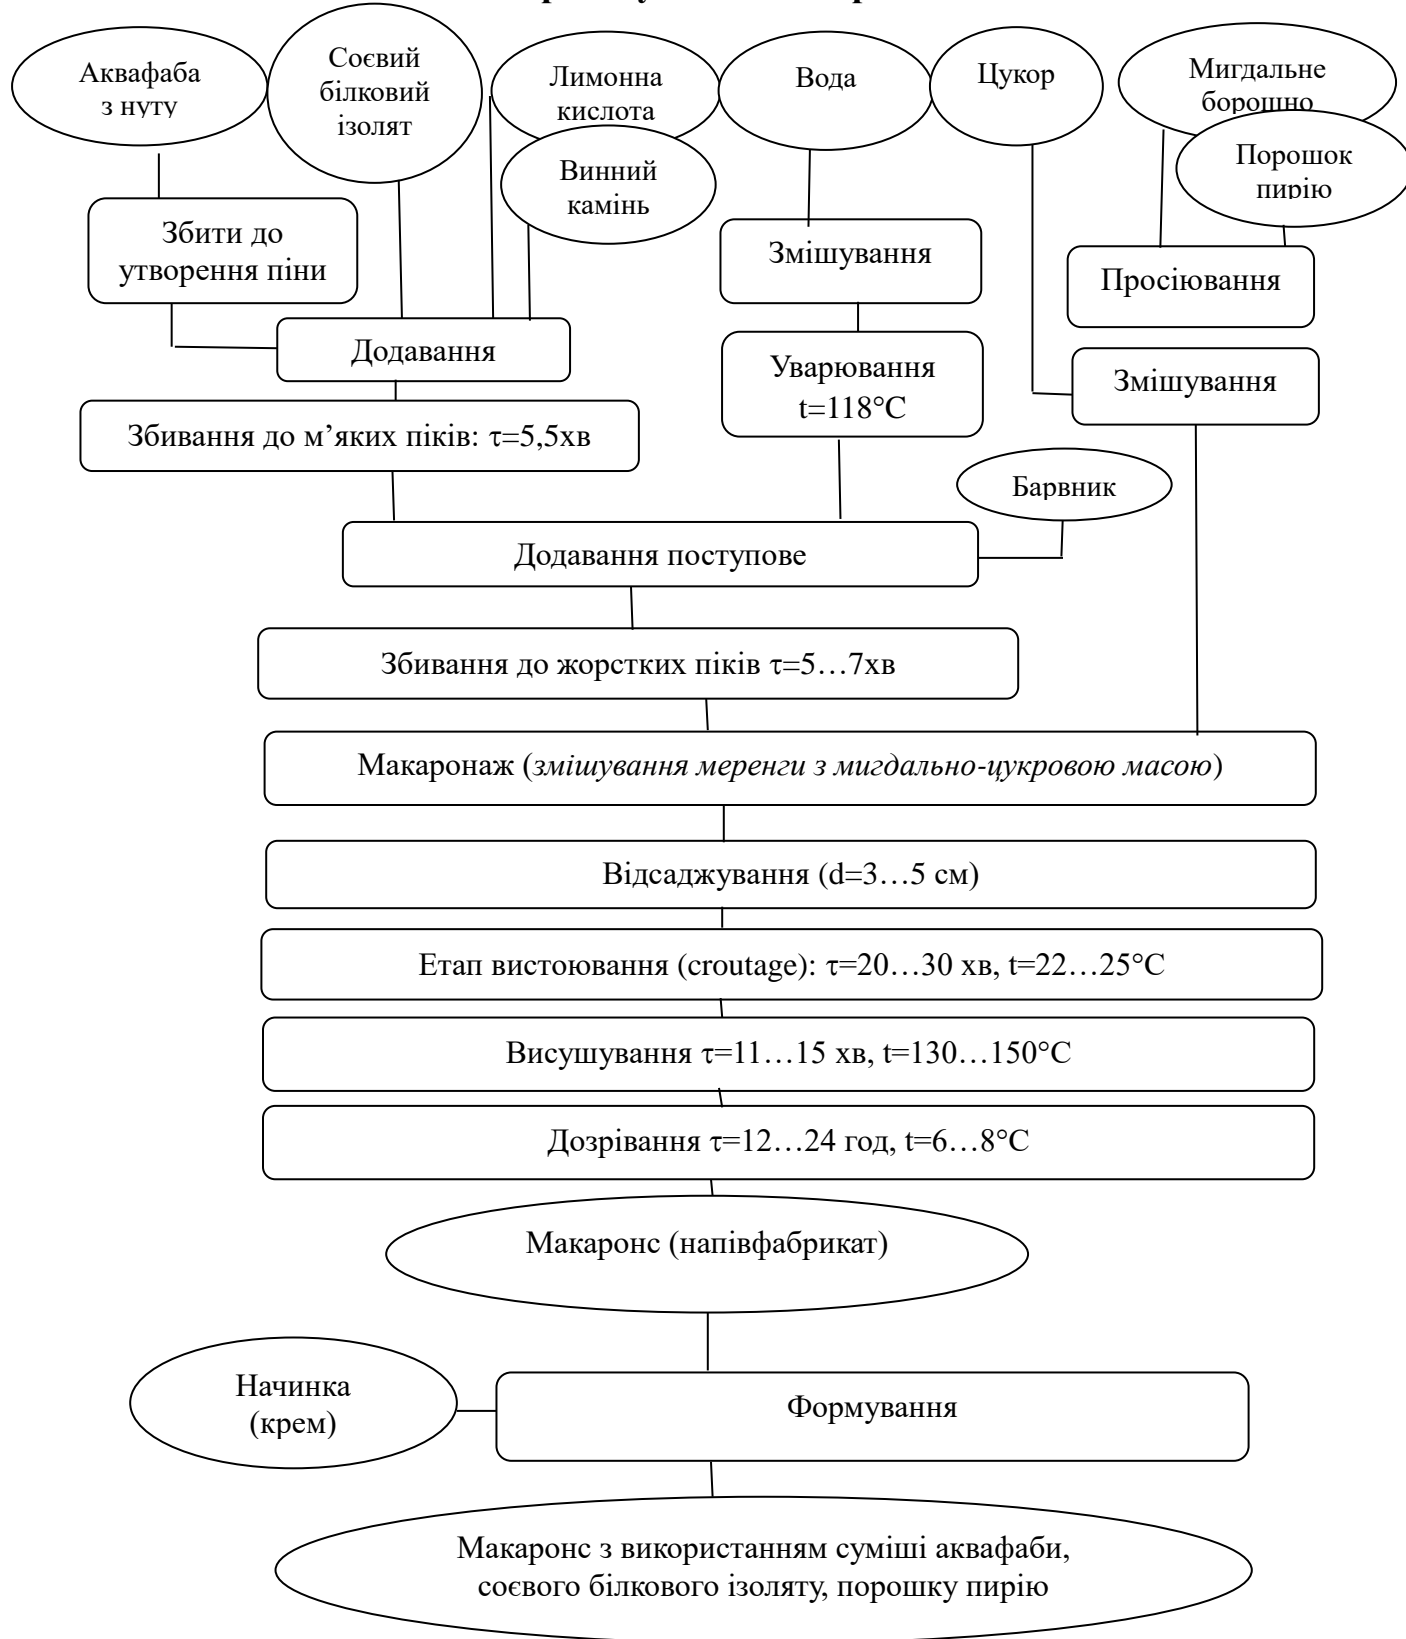 Аквафаба
з нуту
Соєвий
білковий
ізолят
Лимонна
кислота
Винний
камінь
Вода
Цукор
Мигдальне
борошно
Порошок
пирію
Збити до
утворення піни
Змішування
Просіювання
Додавання
Уварювання
t=118°C
Змішування
Збивання до м’яких піків: τ=5,5хв
Барвник
Додавання поступове
Збивання до жорстких піків τ=5…7хв
Макаронаж (змішування меренги з мигдально-цукровою масою)
Відсаджування (d=3…5 см)
Етап вистоювання (croutage): τ=20…30 хв, t=22…25°C
Висушування τ=11…15 хв, t=130…150°C
Дозрівання τ=12…24 год, t=6…8°C
Макаронс (напівфабрикат)
Начинка
(крем)
Формування
Макаронс з використанням суміші аквафаби,
соєвого білкового ізоляту, порошку пирію